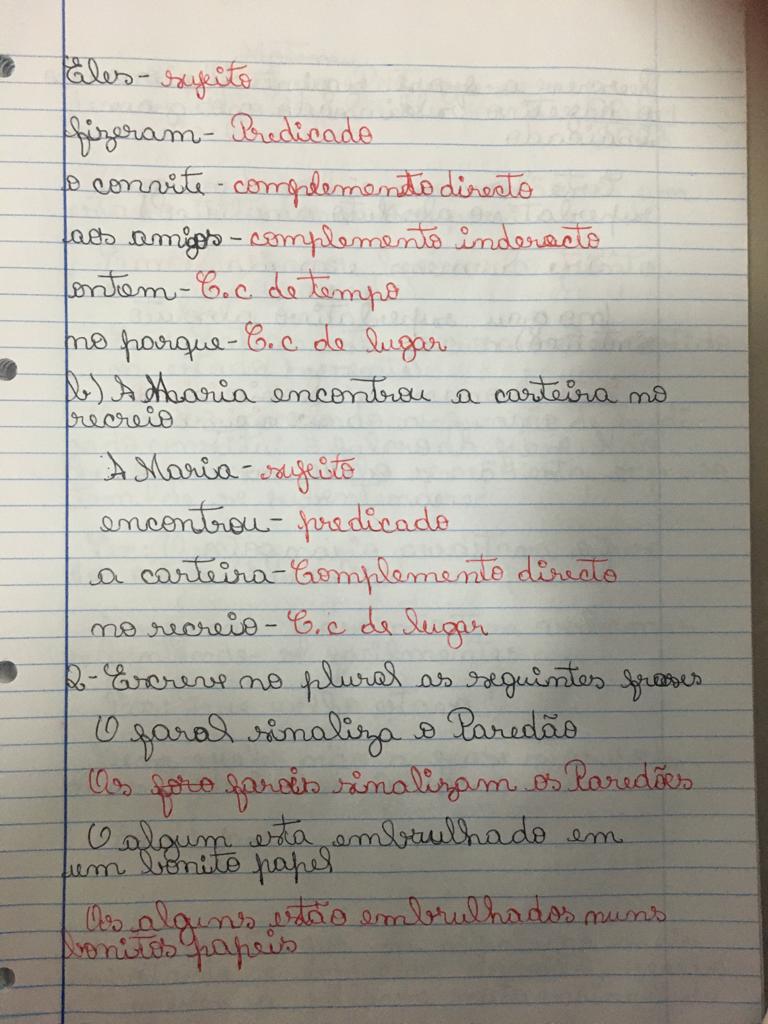 Eles - sujeito
fizeram - Predicado
o convite - complemento directo
aos amigos - complemento inderecto
ontem - C.c de tempo
no parque - C.c de lugar
b) A Maria encontrou a carteira no
recreio
A Maria - sujeito
encontrou - predicado
a carteira - Complemento directo
no recreio - C.c de lugar
2 - Escreve no plural as seguintes frases
O farol sinaliza o Paredão
Os farois sinalizam os Paredões
O algum esta embrulhado em
um bonito papel
Os alguns estão embrulhados nuns
bonitos papeis